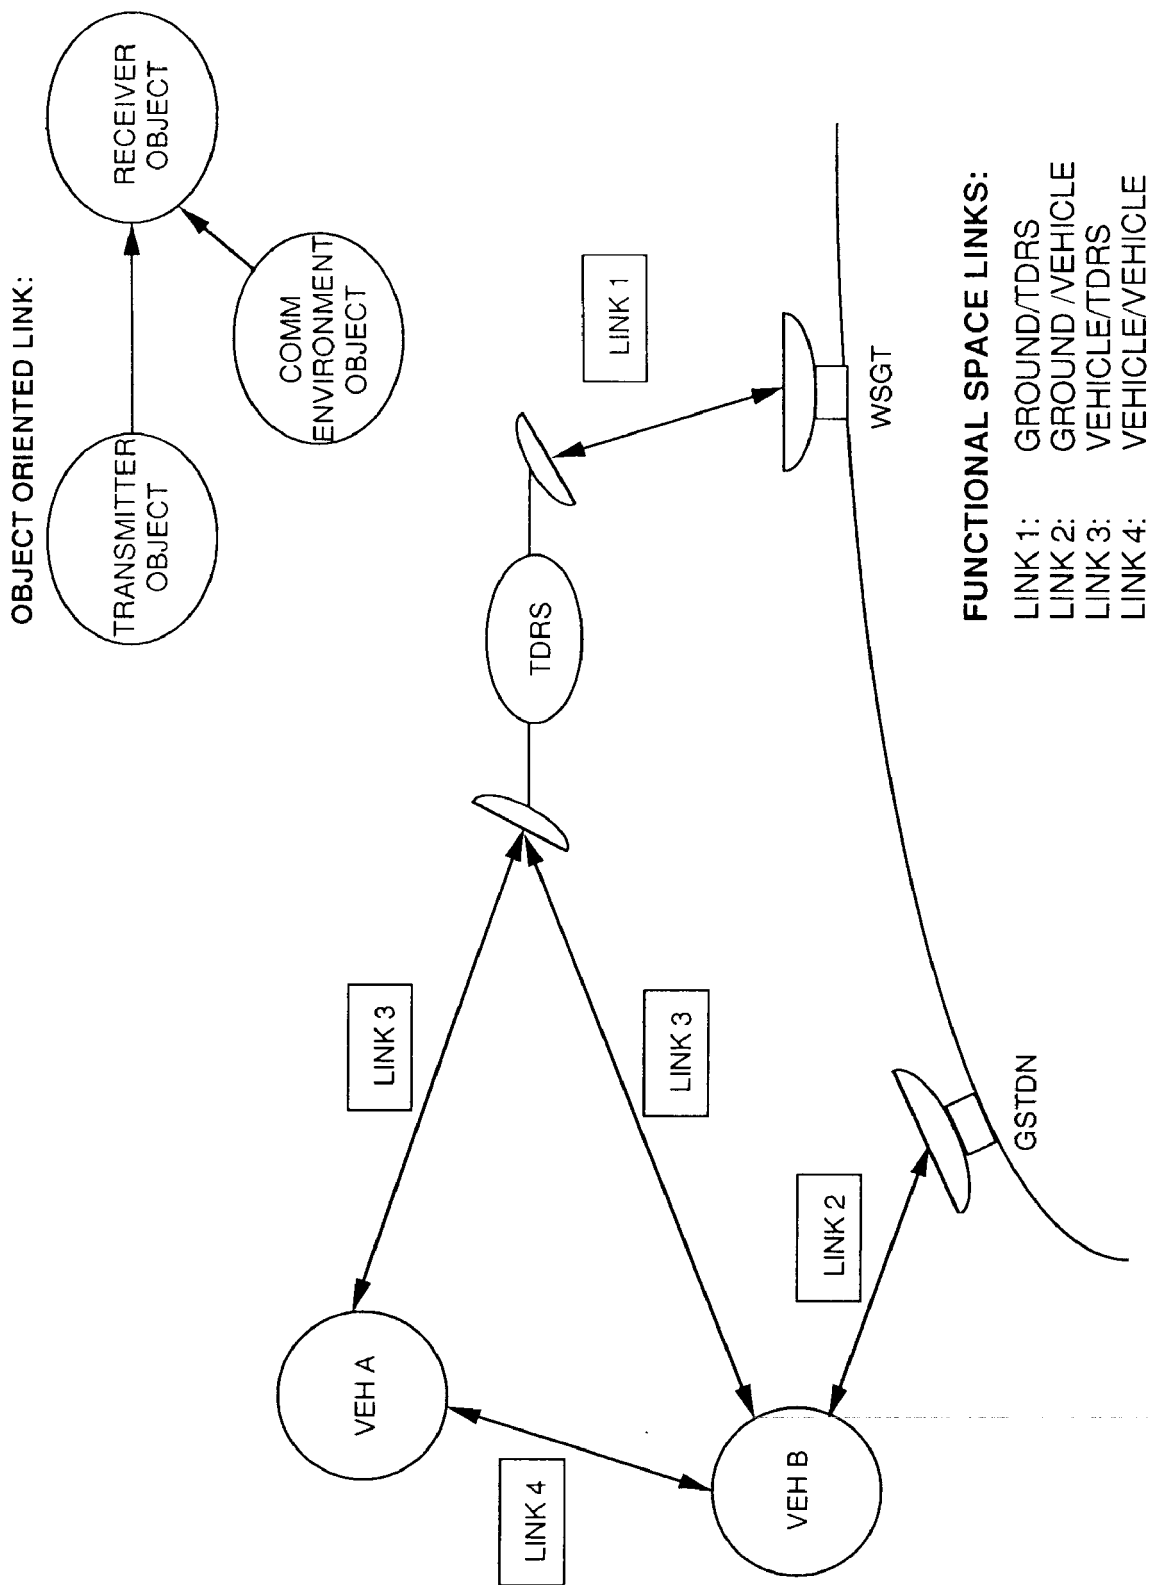 OBJECT ORIENTED LINK:
TRANSMITTER
OBJECT
RECEIVER
OBJECT
COMM
ENVIRONMENT
OBJECT
VEH A
LINK 3
TDRS
LINK 1
LINK 4
LINK 3
VEH B
LINK 2
WSGT
GSTDN
FUNCTIONAL SPACE LINKS:
LINK 1: GROUND/TDRS
LINK 2: GROUND /VEHICLE
LINK 3: VEHICLE/TDRS
LINK 4: VEHICLE/VEHICLE